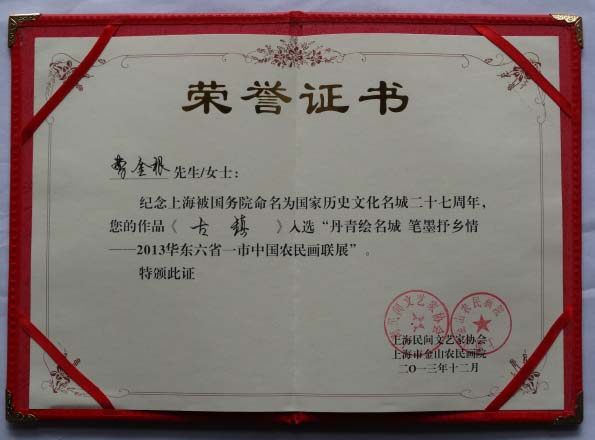 荣誉证书
曹金根 先生/女士：
纪念上海被国务院命名为国家历史文化名城二十七周年，
您的作品《 古镇 》入选“丹青绘名城 笔墨抒乡情
——2013华东六省一市中国农民画联展”。
特颁此证
上海民间文艺家协会
上海市金山农民画院
二〇一三年十二月